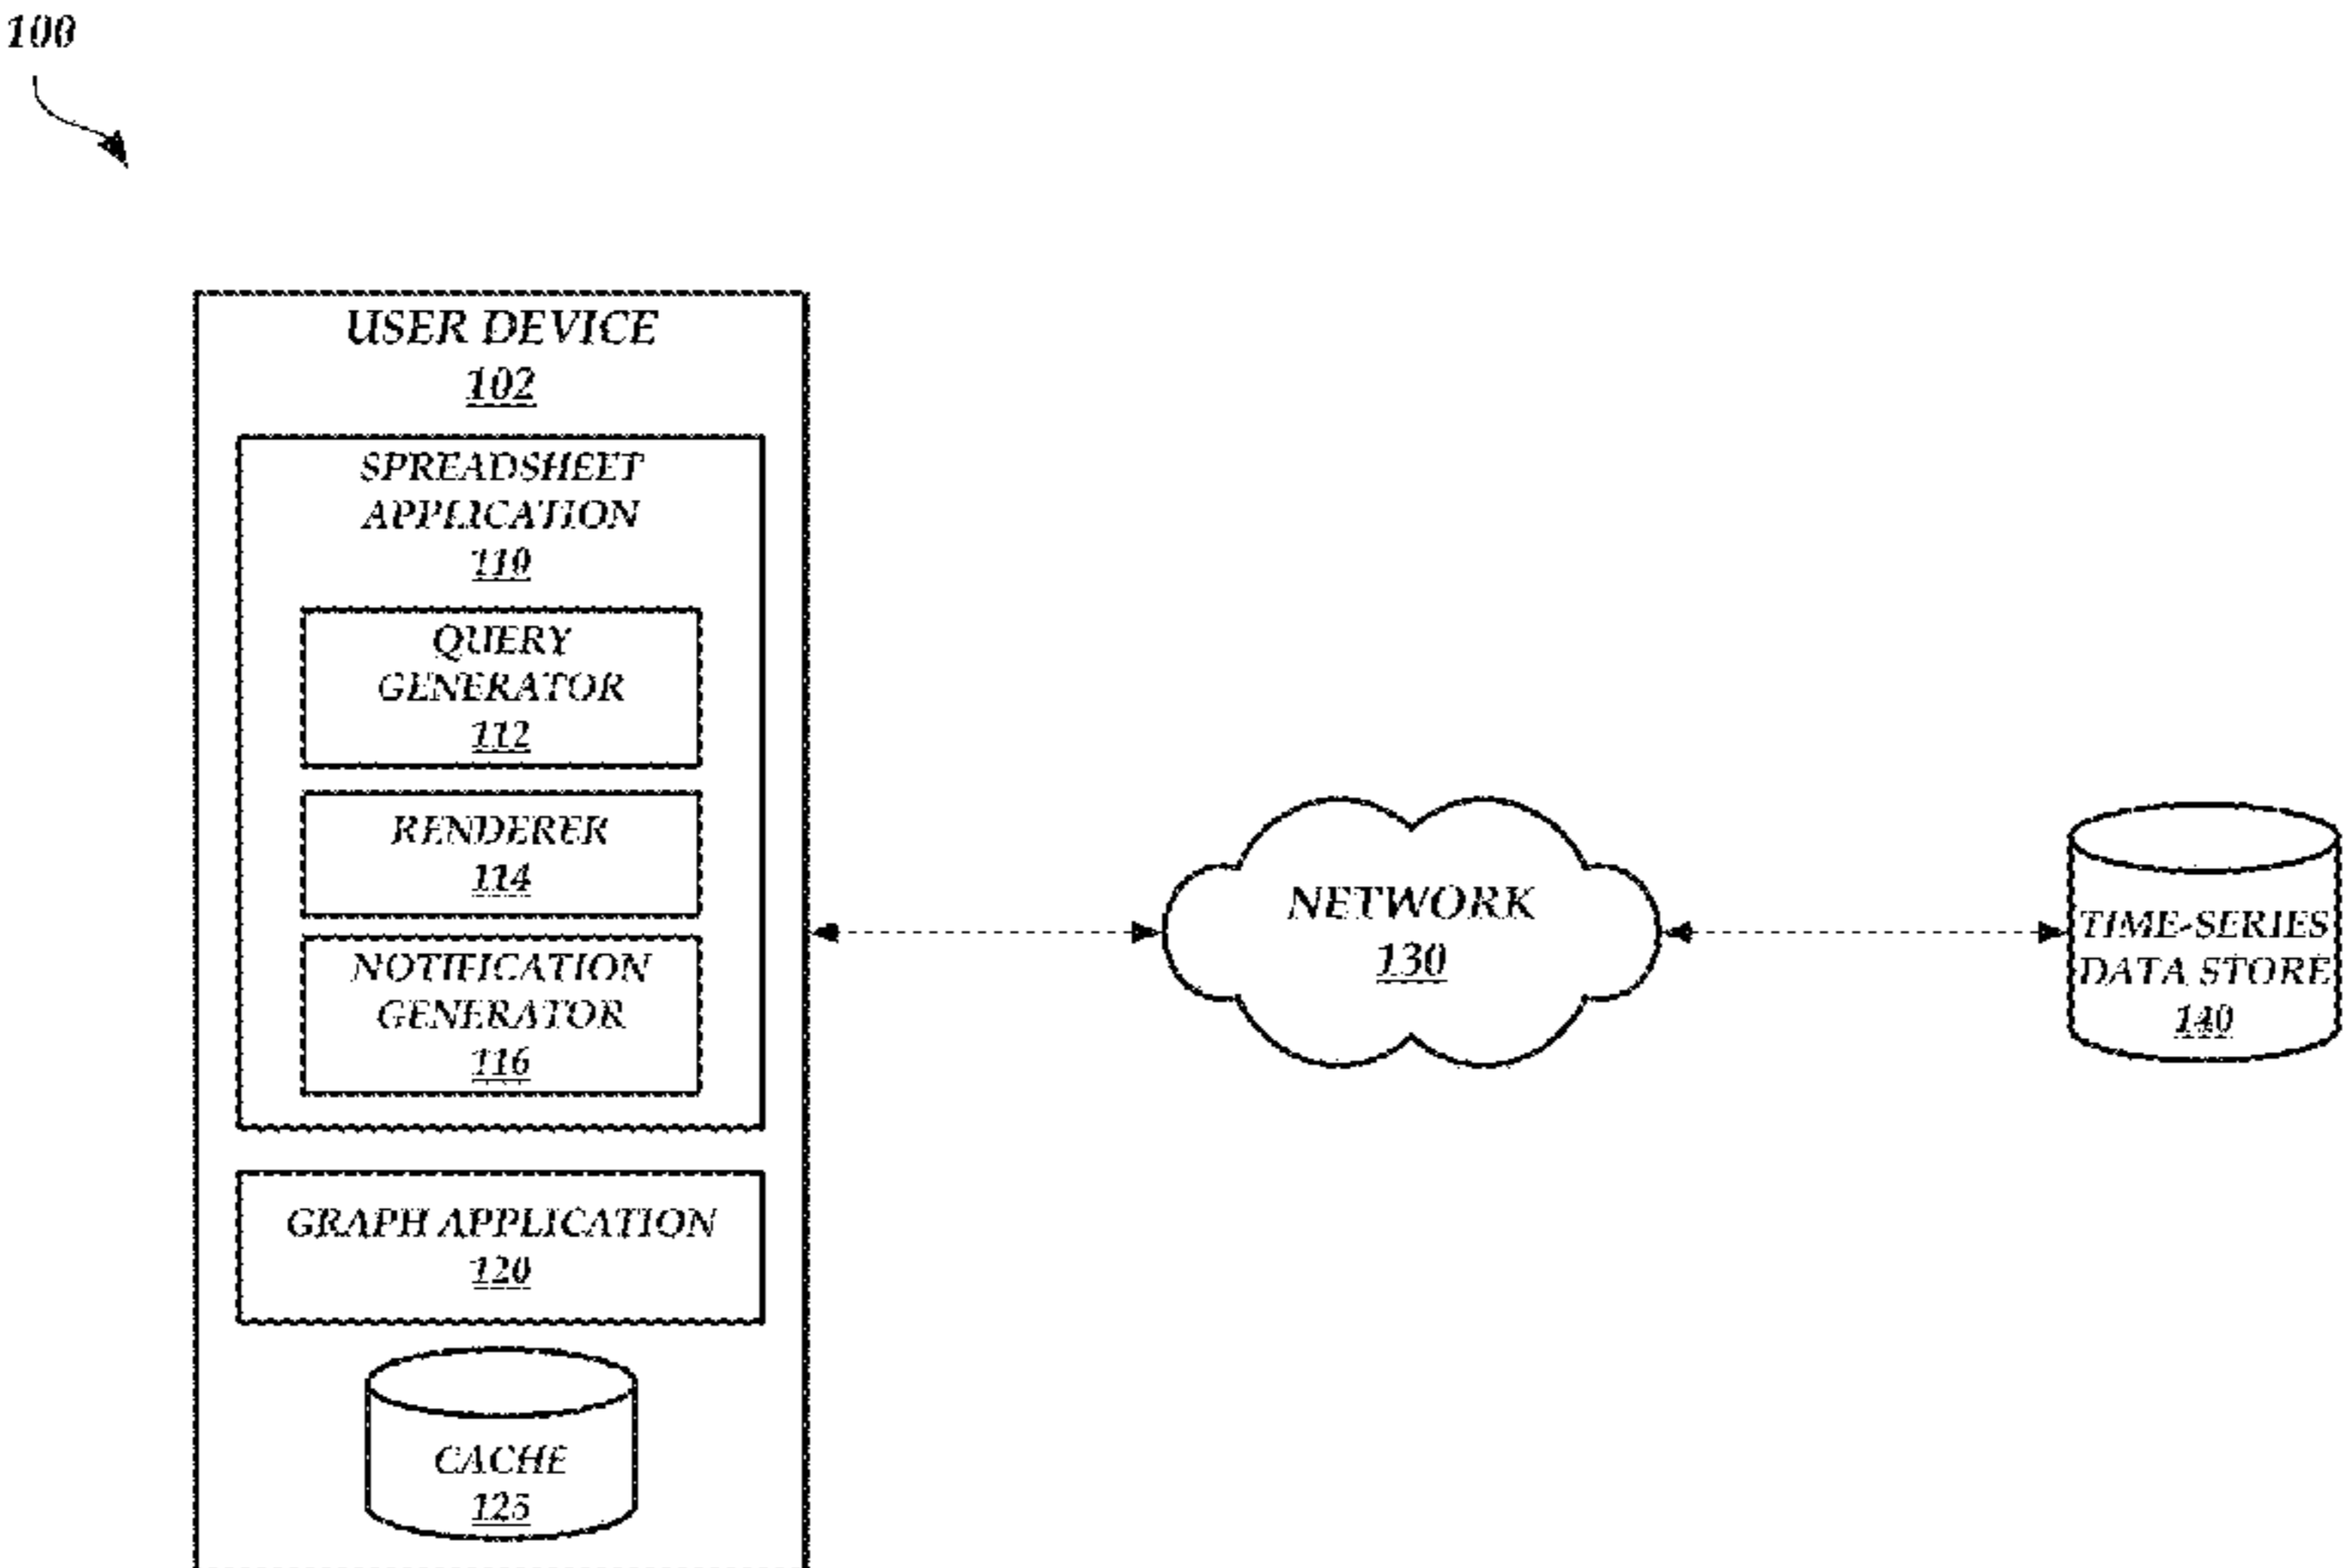 100
USER DEVICE
102
SPREADSHEET
APPLICATION
110
QUERY
GENERATOR
112
RENDERER
114
NOTIFICATION
GENERATOR
116
GRAPH APPLICATION
120
CACHE
125
NETWORK
130
TIME-SERIES
DATA STORE
140